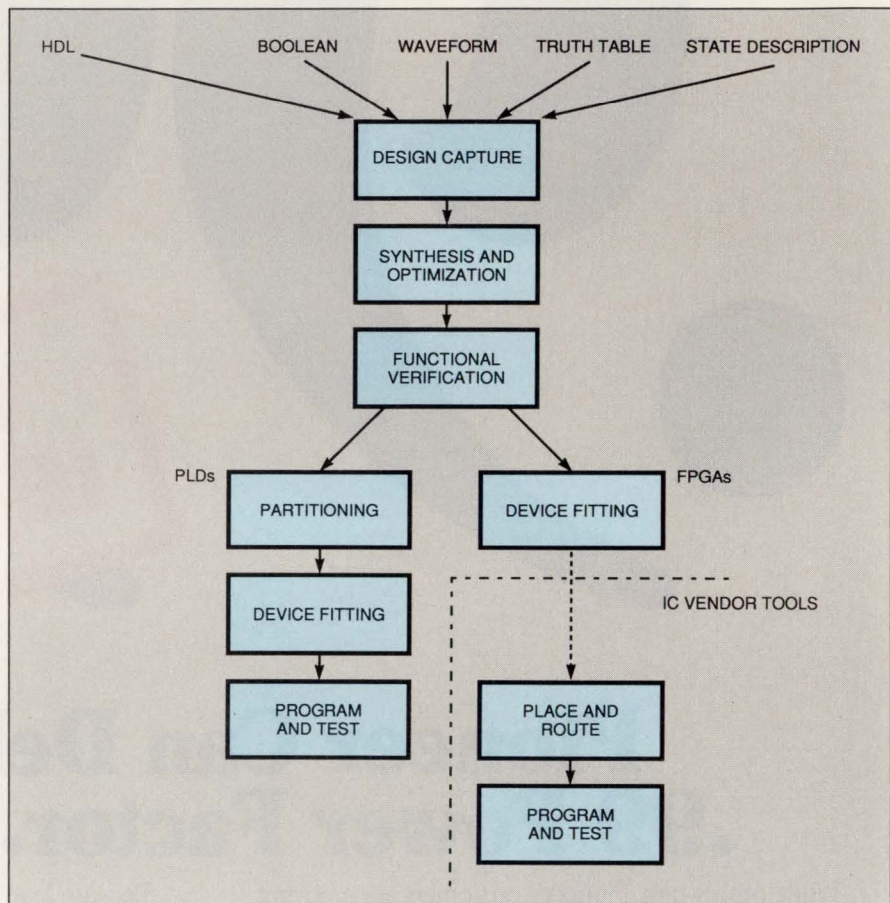 HDL
BOOLEAN
WAVEFORM
TRUTH TABLE
STATE DESCRIPTION
DESIGN CAPTURE
SYNTHESIS AND
OPTIMIZATION
FUNCTIONAL
VERIFICATION
PLDs
FPGAs
PARTITIONING
DEVICE FITTING
DEVICE FITTING
IC VENDOR TOOLS
PROGRAM
AND TEST
PLACE AND
ROUTE
PROGRAM
AND TEST